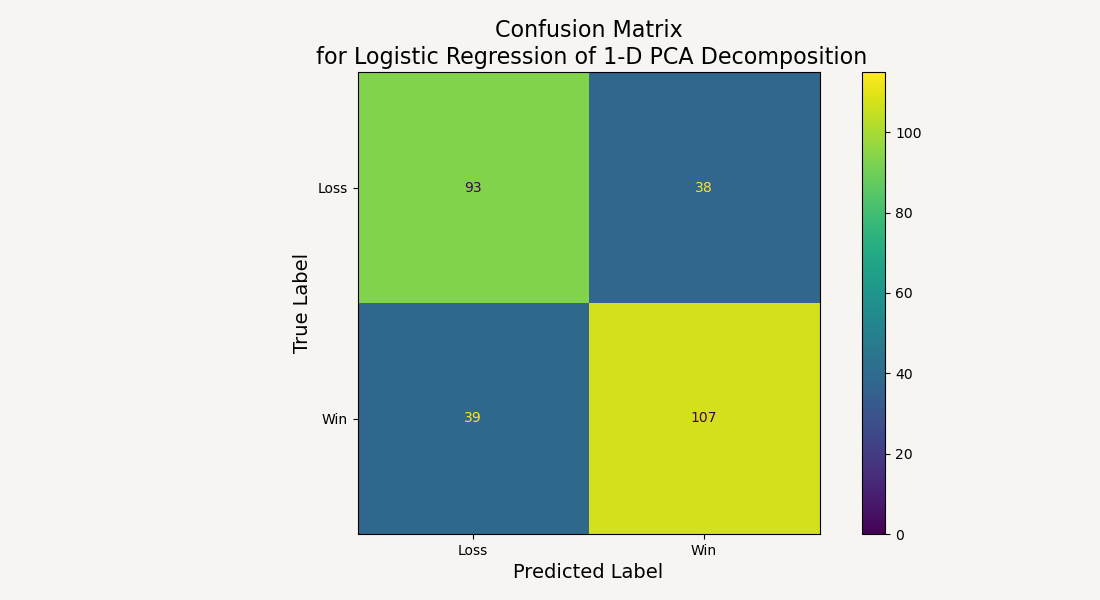 Confusion Matrix
for Logistic Regression of 1-D PCA Decomposition
True Label
Loss
93
38
Win
39
107
Loss
Win
Predicted Label
100
80
60
40
20
0